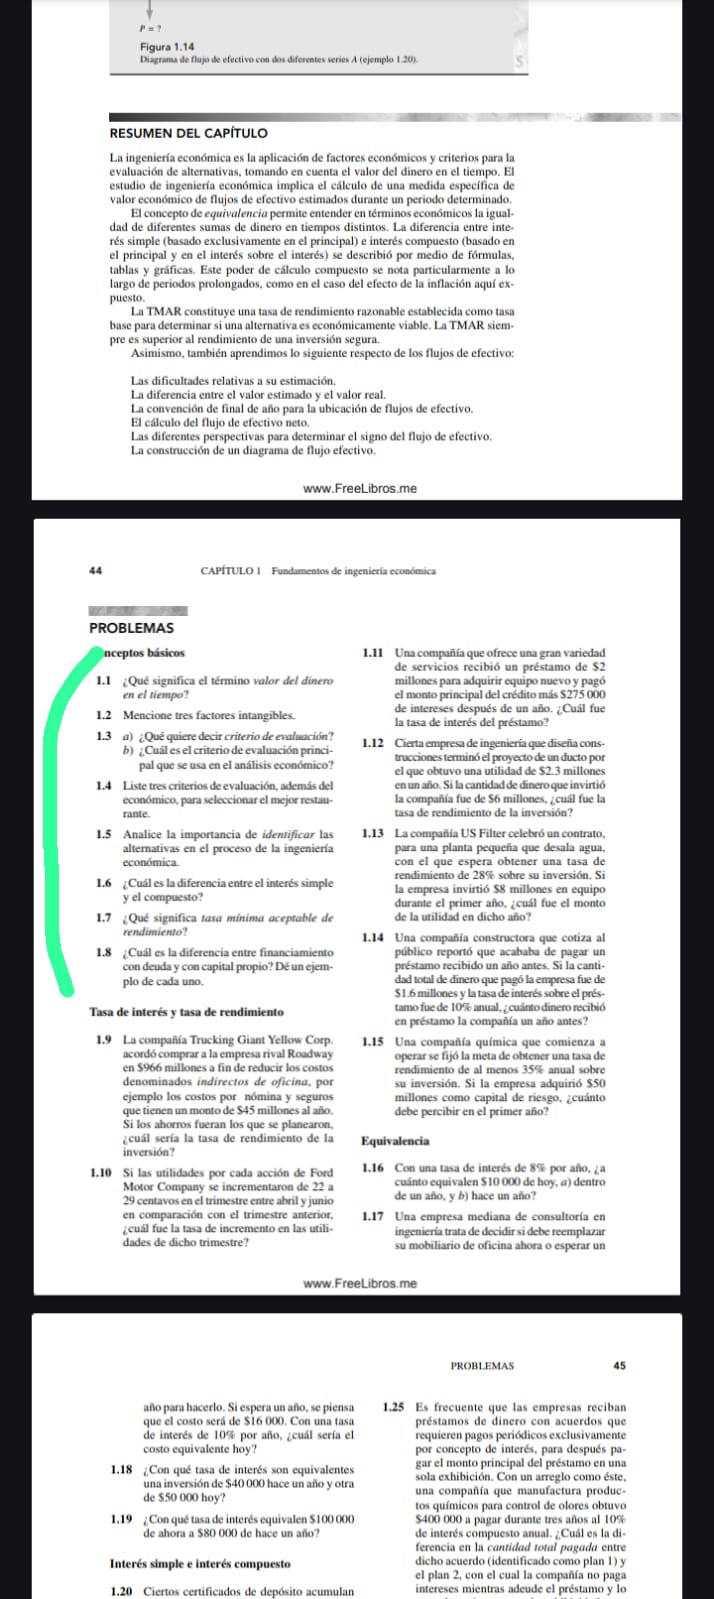 P = ?
Figura 1.14
Diagrama de flujo de efectivo con dos diferentes series A (ejemplo 1.20).
RESUMEN DEL CAPÍTULO
La ingeniería económica es la aplicación de factores económicos y criterios para la
evaluación de alternativas, tomando en cuenta el valor del dinero en el tiempo. El
estudio de ingeniería económica implica el cálculo de una medida específica de
valor económico de flujos de efectivo estimados durante un periodo determinado.
El concepto de equivalencia permite entender en términos económicos la igual-
dad de diferentes sumas de dinero en tiempos distintos. La diferencia entre inte-
rés simple (basado exclusivamente en el principal) e interés compuesto (basado en
el principal y en el interés sobre el interés) se describió por medio de fórmulas,
tablas y gráficas. Este poder de cálculo compuesto se nota particularmente a lo
largo de periodos prolongados, como en el caso del efecto de la inflación aquí ex-
puesto.
La TMAR constituye una tasa de rendimiento razonable establecida como tasa
base para determinar si una alternativa es económicamente viable. La TMAR siem-
pre es superior al rendimiento de una inversión segura.
Asimismo, también aprendimos lo siguiente respecto de los flujos de efectivo:
Las dificultades relativas a su estimación.
La diferencia entre el valor estimado y el valor real.
La convención de final de año para la ubicación de flujos de efectivo.
El cálculo del flujo de efectivo neto.
Las diferentes perspectivas para determinar el signo del flujo de efectivo.
La construcción de un diagrama de flujo efectivo.
www.FreeLibros.me
44 CAPÍTULO 1 Fundamentos de ingeniería económica
PROBLEMAS
nceptos básicos
1.1 ¿Qué significa el término valor del dinero
en el tiempo?
1.2 Mencione tres factores intangibles.
1.3 a) ¿Qué quiere decir criterio de evaluación?
b) ¿Cuál es el criterio de evaluación princi-
pal que se usa en el análisis económico?
1.4 Liste tres criterios de evaluación, además del
económico, para seleccionar el mejor restau-
rante.
1.5 Analice la importancia de identificar las
alternativas en el proceso de la ingeniería
económica.
1.6 ¿Cuál es la diferencia entre el interés simple
y el compuesto?
1.7 ¿Qué significa tasa mínima aceptable de
rendimiento?
1.8 ¿Cuál es la diferencia entre financiamiento
con deuda y con capital propio? Dé un ejem-
plo de cada uno.
Tasa de interés y tasa de rendimiento
1.9 La compañía Trucking Giant Yellow Corp.
acordó comprar a la empresa rival Roadway
en $966 millones a fin de reducir los costos
denominados indirectos de oficina, por
ejemplo los costos por nómina y seguros
que tienen un monto de $45 millones al año.
Si los ahorros fueran los que se planearon,
¿cuál sería la tasa de rendimiento de la
inversión?
1.10 Si las utilidades por cada acción de Ford
Motor Company se incrementaron de 22 a
29 centavos en el trimestre entre abril y junio
en comparación con el trimestre anterior,
¿cuál fue la tasa de incremento en las utili-
dades de dicho trimestre?
1.11 Una compañía que ofrece una gran variedad
de servicios recibió un préstamo de $2
millones para adquirir equipo nuevo y pagó
el monto principal del crédito más $275 000
de intereses después de un año. ¿Cuál fue
la tasa de interés del préstamo?
1.12 Cierta empresa de ingeniería que diseña cons-
trucciones terminó el proyecto de un ducto por
el que obtuvo una utilidad de $2.3 millones
en un año. Si la cantidad de dinero que invirtió
la compañía fue de $6 millones, ¿cuál fue la
tasa de rendimiento de la inversión?
1.13 La compañía US Filter celebró un contrato,
para una planta pequeña que desala agua,
con el que espera obtener una tasa de
rendimiento de 28% sobre su inversión. Si
la empresa invirtió $8 millones en equipo
durante el primer año, ¿cuál fue el monto
de la utilidad en dicho año?
1.14 Una compañía constructora que cotiza al
público reportó que acababa de pagar un
préstamo recibido un año antes. Si la canti-
dad total de dinero que pagó la empresa fue de
$1.6 millones y la tasa de interés sobre el prés-
tamo fue de 10% anual, ¿cuánto dinero recibió
en préstamo la compañía un año antes?
1.15 Una compañía química que comienza a
operar se fijó la meta de obtener una tasa de
rendimiento de al menos 35% anual sobre
su inversión. Si la empresa adquirió $50
millones como capital de riesgo, ¿cuánto
debe percibir en el primer año?
Equivalencia
1.16 Con una tasa de interés de 8% por año, ¿a
cuánto equivalen $10 000 de hoy, a) dentro
de un año, y b) hace un año?
1.17 Una empresa mediana de consultoría en
ingeniería trata de decidir si debe reemplazar
su mobiliario de oficina ahora o esperar un
www.FreeLibros.me
PROBLEMAS 45
año para hacerlo. Si espera un año, se piensa
que el costo será de $16 000. Con una tasa
de interés de 10% por año, ¿cuál sería el
costo equivalente hoy?
1.18 ¿Con qué tasa de interés son equivalentes
una inversión de $40 000 hace un año y otra
de $50 000 hoy?
1.19 ¿Con qué tasa de interés equivalen $100 000
de ahora a $80 000 de hace un año?
Interés simple e interés compuesto
1.20 Ciertos certificados de depósito acumulan
1.25 Es frecuente que las empresas reciban
préstamos de dinero con acuerdos que
requieren pagos periódicos exclusivamente
por concepto de interés, para después pa-
gar el monto principal del préstamo en una
sola exhibición. Con un arreglo como éste,
una compañía que manufactura produc-
tos químicos para control de olores obtuvo
$400 000 a pagar durante tres años al 10%
de interés compuesto anual. ¿Cuál es la di-
ferencia en la cantidad total pagada entre
dicho acuerdo (identificado como plan 1) y
el plan 2, con el cual la compañía no paga
intereses mientras adeude el préstamo y lo